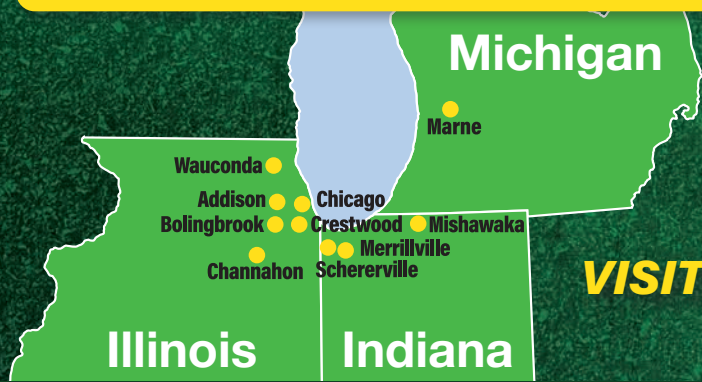 Michigan
Marne
Wauconda
Addison
Chicago
Bolingbrook
Crestwood
Mishawaka
Merrillville
Channahon
Schererville
VISIT
Illinois
Indiana